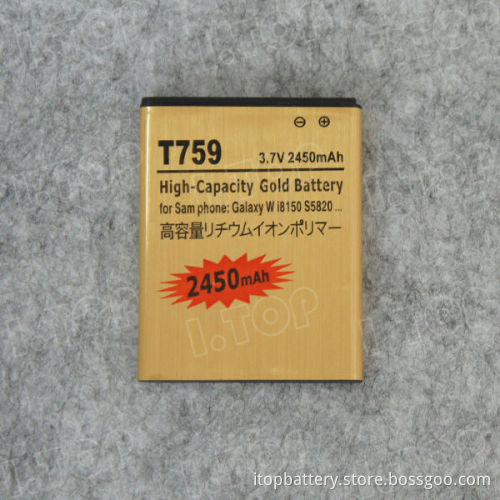 T759
3.7V 2450mAh
High-Capacity Gold Battery
for Sam phone: Galaxy W i8150 S5820 ...
高容量リチウムイオンポリマー
2450mAh
I.TOP
itopbattery.store.bossgoo.com